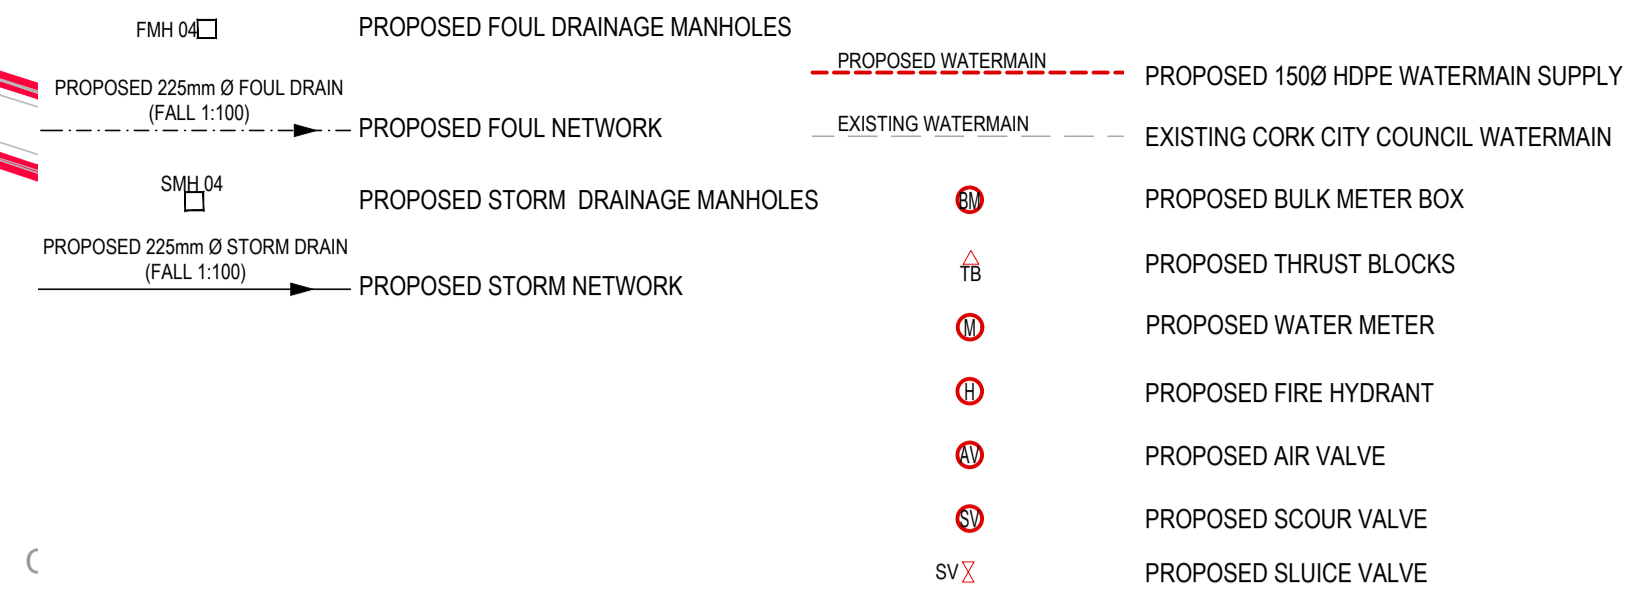 FMH 04
PROPOSED FOUL DRAINAGE MANHOLES
PROPOSED 225mm Ø FOUL DRAIN
(FALL 1:100)
PROPOSED FOUL NETWORK
SMH 04
PROPOSED STORM DRAINAGE MANHOLES
PROPOSED 225mm Ø STORM DRAIN
(FALL 1:100)
PROPOSED STORM NETWORK
PROPOSED WATERMAIN
PROPOSED 150Ø HDPE WATERMAIN SUPPLY
EXISTING WATERMAIN
EXISTING CORK CITY COUNCIL WATERMAIN
BM
PROPOSED BULK METER BOX
TB
PROPOSED THRUST BLOCKS
M
PROPOSED WATER METER
H
PROPOSED FIRE HYDRANT
AV
PROPOSED AIR VALVE
SV
PROPOSED SCOUR VALVE
SV
PROPOSED SLUICE VALVE